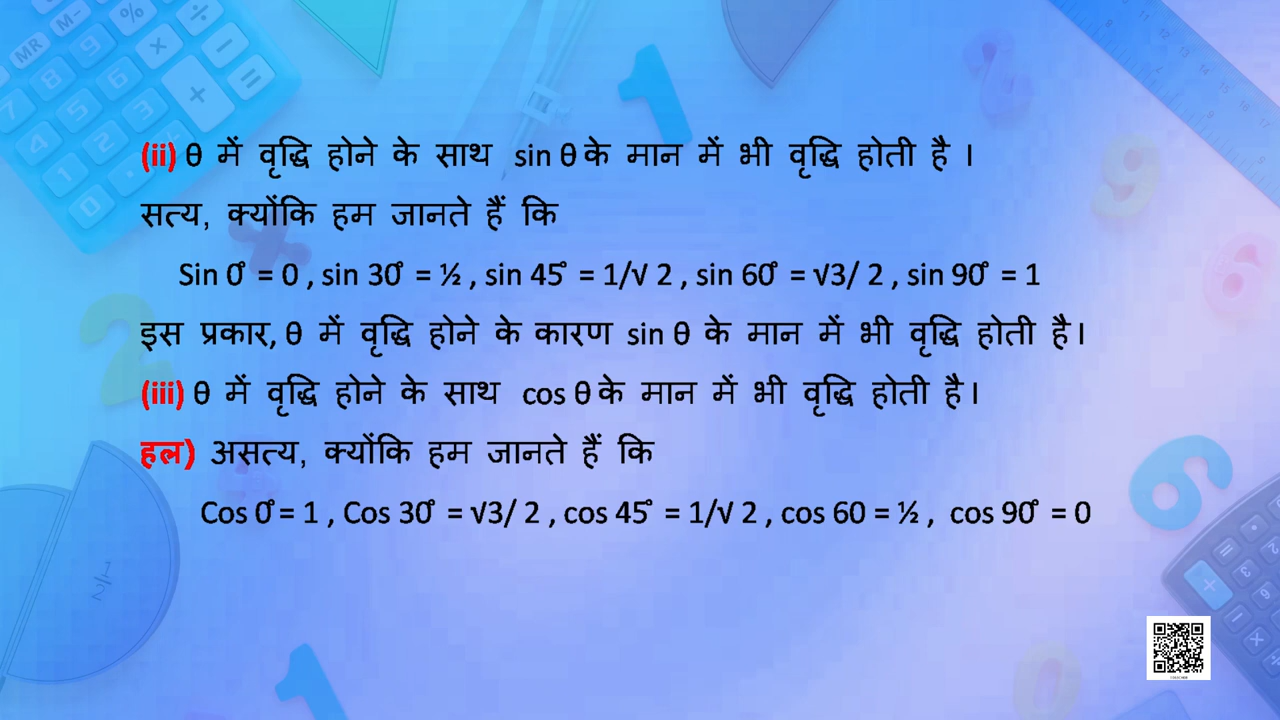 (ii) θ में वृद्धि होने के साथ sin θ के मान में भी वृद्धि होती है ।
सत्य, क्योंकि हम जानते हैं कि
Sin 0° = 0 , sin 30° = ½ , sin 45° = 1/√ 2 , sin 60° = √3/ 2 , sin 90° = 1
इस प्रकार, θ में वृद्धि होने के कारण sin θ के मान में भी वृद्धि होती है।
(iii) θ में वृद्धि होने के साथ cos θ के मान में भी वृद्धि होती है।
हल) असत्य, क्योंकि हम जानते हैं कि
Cos 0° = 1 , Cos 30° = √3/ 2 , cos 45° = 1/√ 2 , cos 60 = ½ , cos 90° = 0